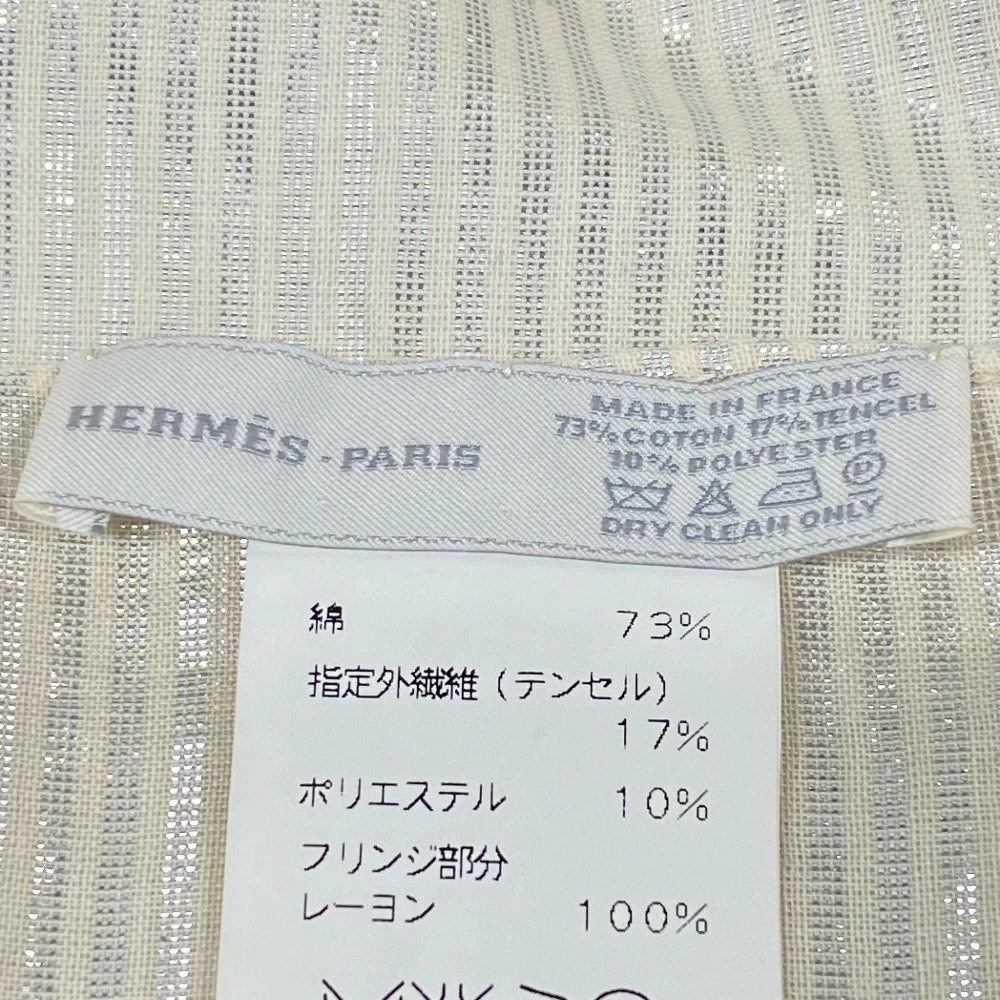 HERMÈS-PARIS
MADE IN FRANCE
73% COTON 17% TENCEL
10% POLYESTER
P
DRY CLEAN ONLY
綿 73%
指定外繊維(テンセル)
17%
ポリエステル 10%
フリンジ部分
レーヨン 100%